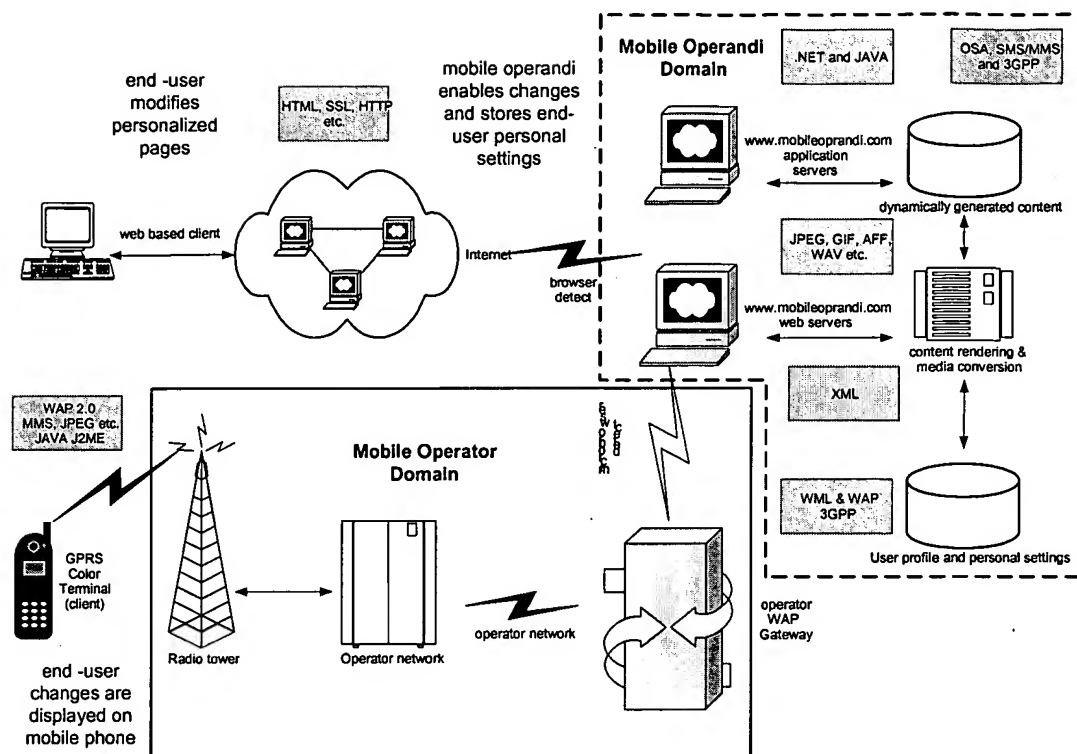 end -user
modifies
personalized
pages
HTML, SSL, HTTP
etc.
mobile operandi
enables changes
and stores end-
user personal
settings
Mobile Operandi
Domain
.NET and JAVA
OSA, SMS/MMS
and 3GPP
www.mobileoprandi.com
application
servers
dynamically generated content
web based client
Internet
browser
detect
JPEG, GIF, AFF,
WAV etc.
www.mobileoprandi.com
web servers
content rendering &
media conversion
XML
WML & WAP
3GPP
User profile and personal settings
WAP 2.0
MMS, JPEG etc.
JAVA J2ME
Mobile Operator
Domain
GPRS
Color
Terminal
(client)
Radio tower
Operator network
operator network
operator
WAP
Gateway
end -user
changes are
displayed on
mobile phone